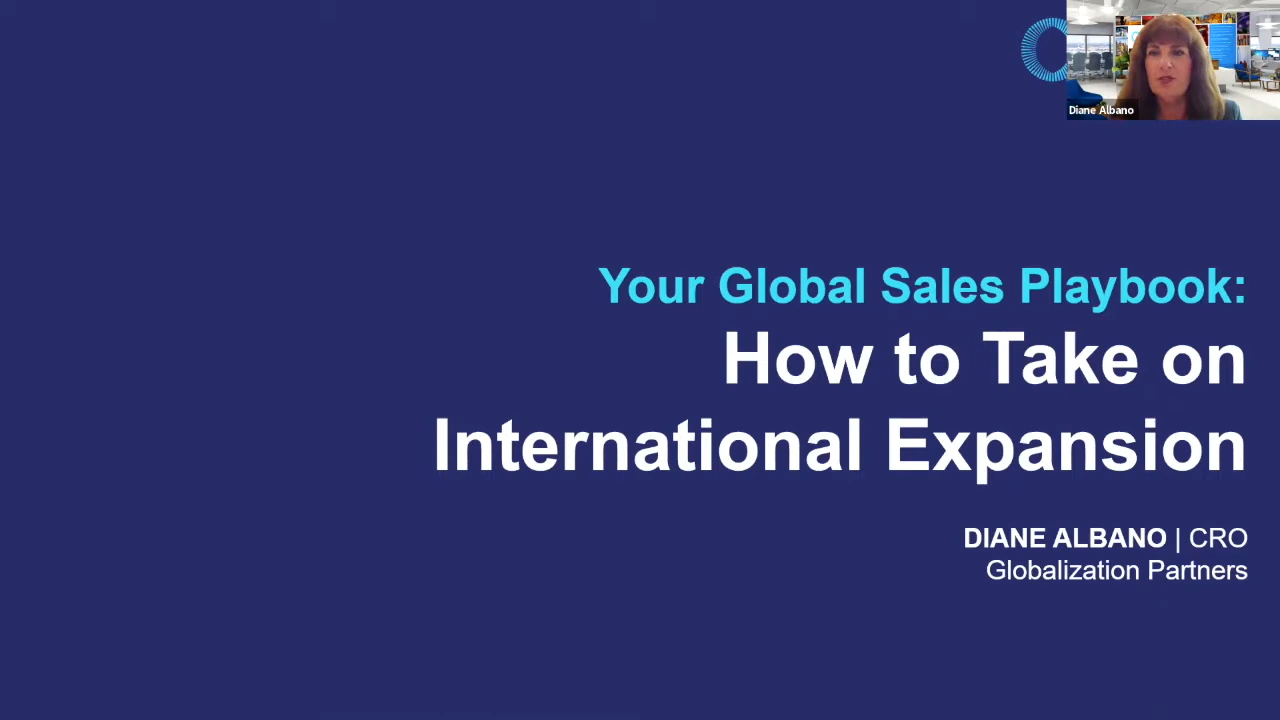 Diane Albano
Your Global Sales Playbook:
How to Take on
International Expansion
DIANE ALBANO | CRO
Globalization Partners